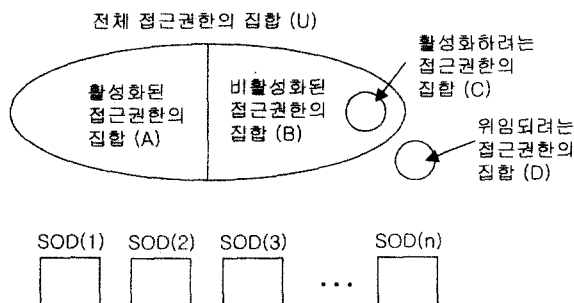 전체 접근권한의 집합 (U)
활성화하려는
접근권한의
집합 (C)
활성화된
접근권한의
집합 (A)
비활성화된
접근권한의
집합 (B)
위임되려는
접근권한의
집합 (D)
SOD(1) SOD(2) SOD(3) SOD(n)
...